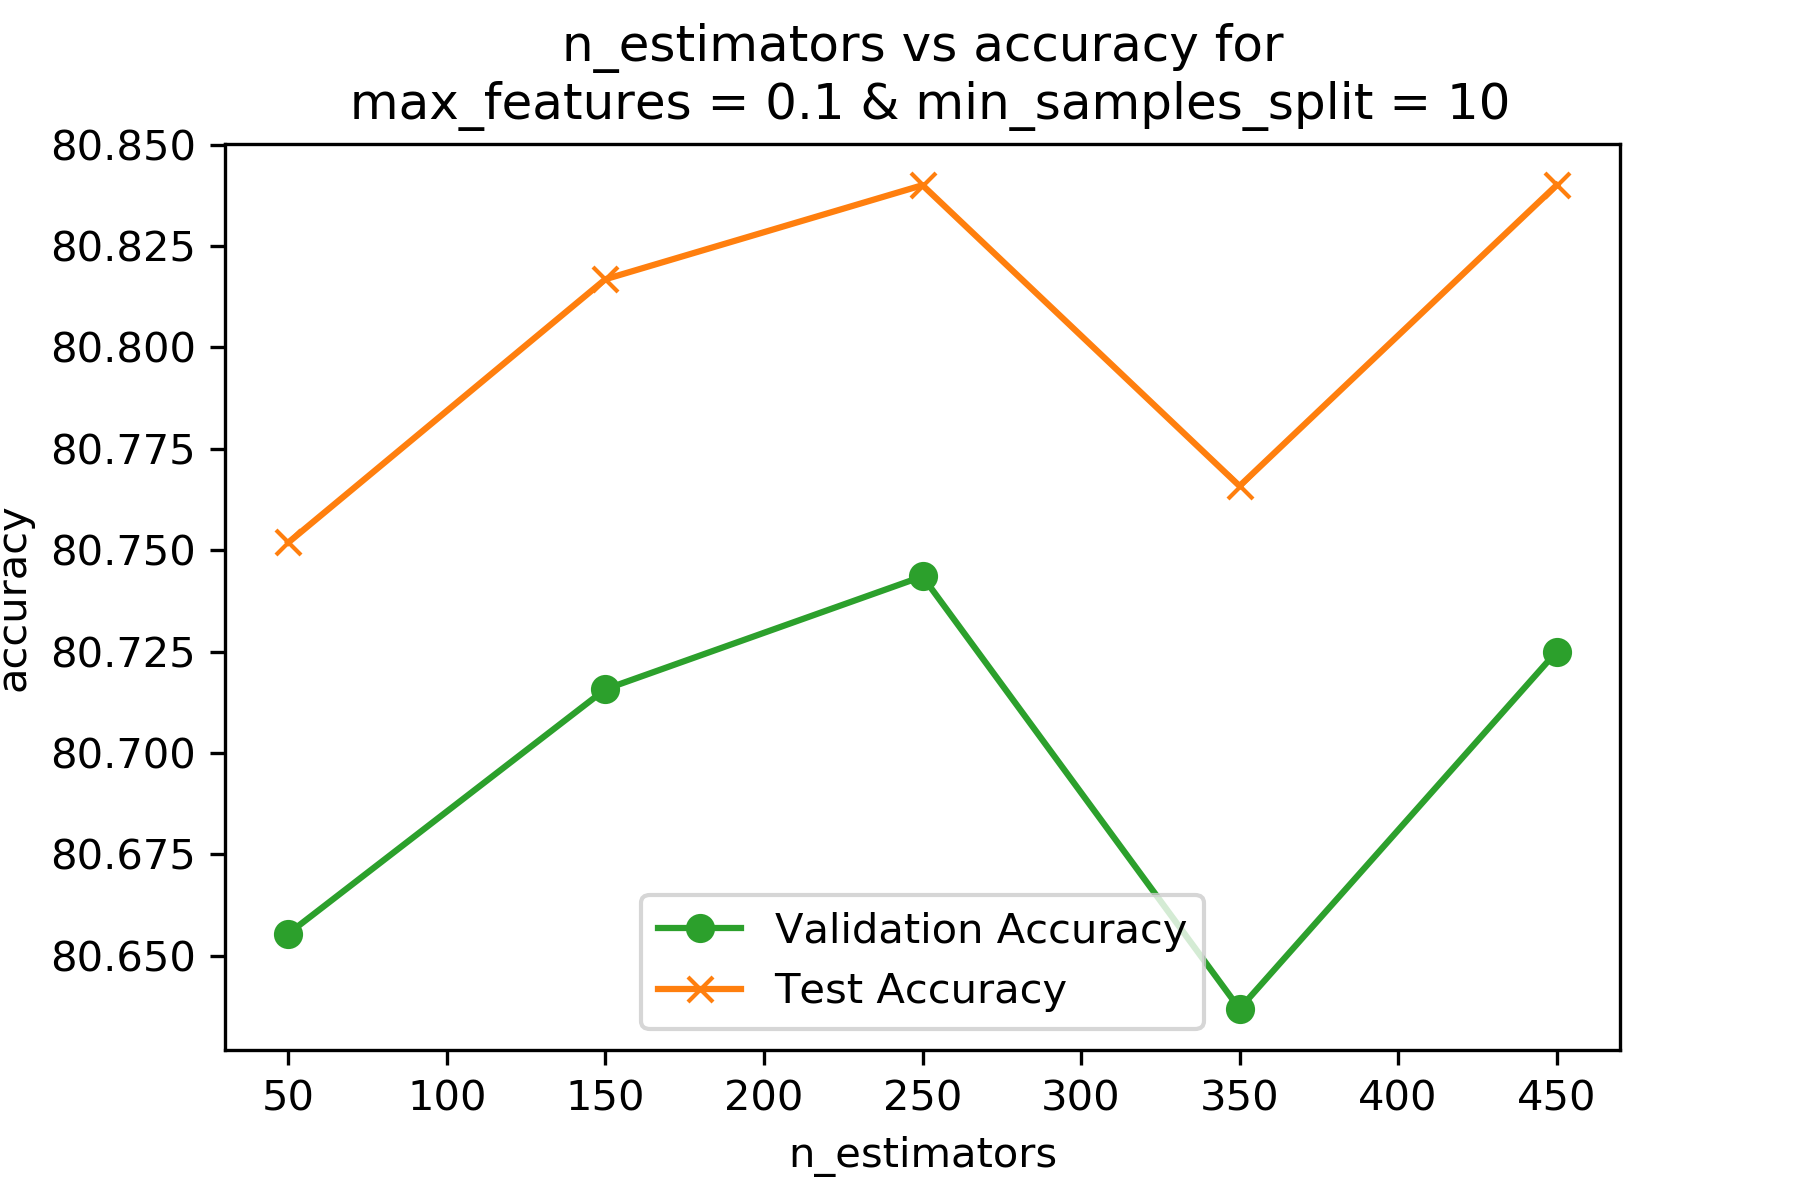 n_estimators vs accuracy for
max_features = 0.1 & min_samples_split = 10
80.850
80.825
80.800
80.775
80.750
80.725
80.700
80.675
80.650
accuracy
Validation Accuracy
Test Accuracy
50 100 150 200 250 300 350 400 450
n_estimators